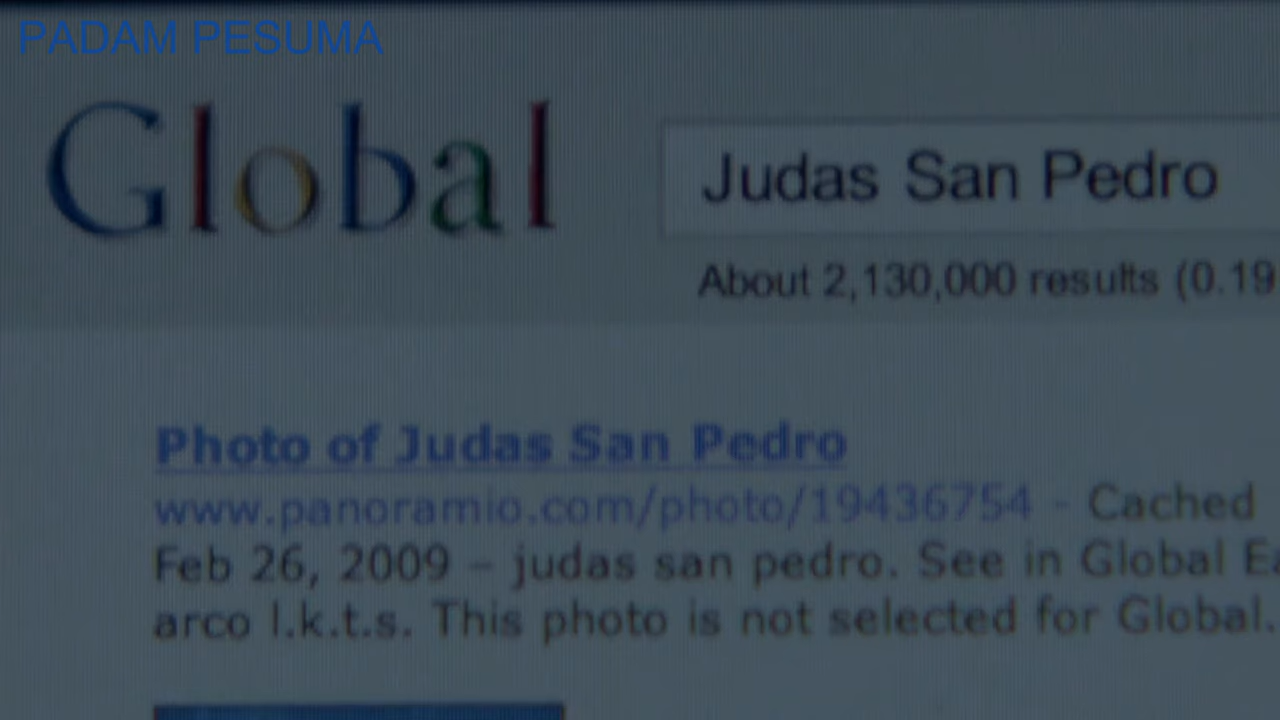 PADAM PESUMA
Global
Judas San Pedro
About 2,130,000 results (0.19
Photo of Judas San Pedro
www.panoramio.com/photo/19436754 - Cached
Feb 26, 2009 – judas san pedro. See in Global Ea
arco l.k.t.s. This photo is not selected for Global.